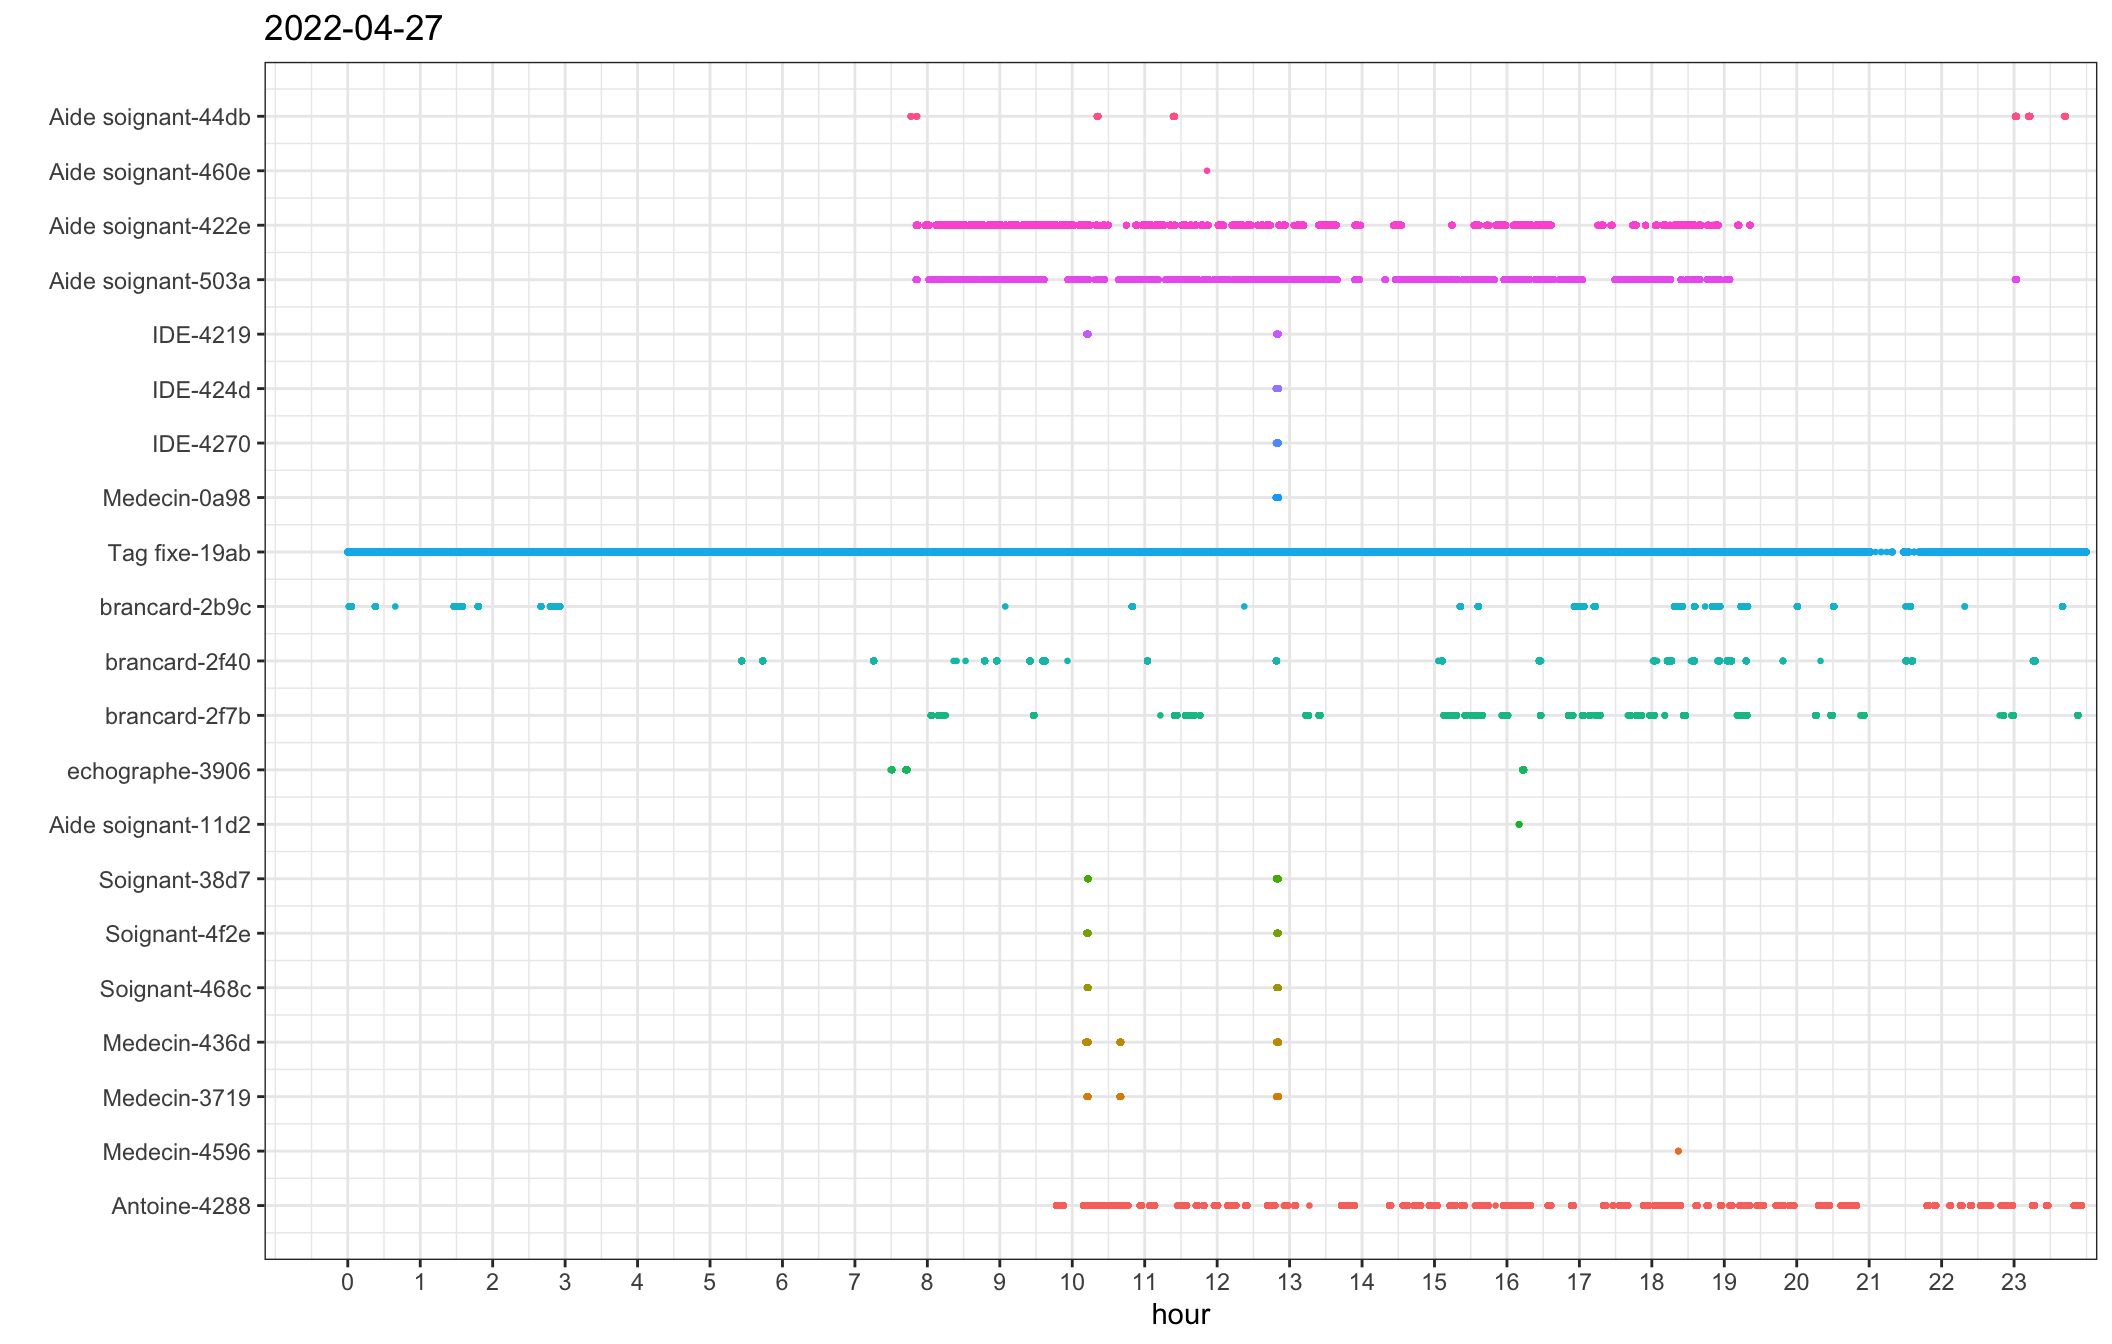 2022-04-27
Aide soignant-44db
Aide soignant-460e
Aide soignant-422e
Aide soignant-503a
IDE-4219
IDE-424d
IDE-4270
Medecin-0a98
Tag fixe-19ab
brancard-2b9c
brancard-2f40
brancard-2f7b
echographe-3906
Aide soignant-11d2
Soignant-38d7
Soignant-4f2e
Soignant-468c
Medecin-436d
Medecin-3719
Medecin-4596
Antoine-4288
0 1 2 3 4 5 6 7 8 9 10 11 12 13 14 15 16 17 18 19 20 21 22 23
hour